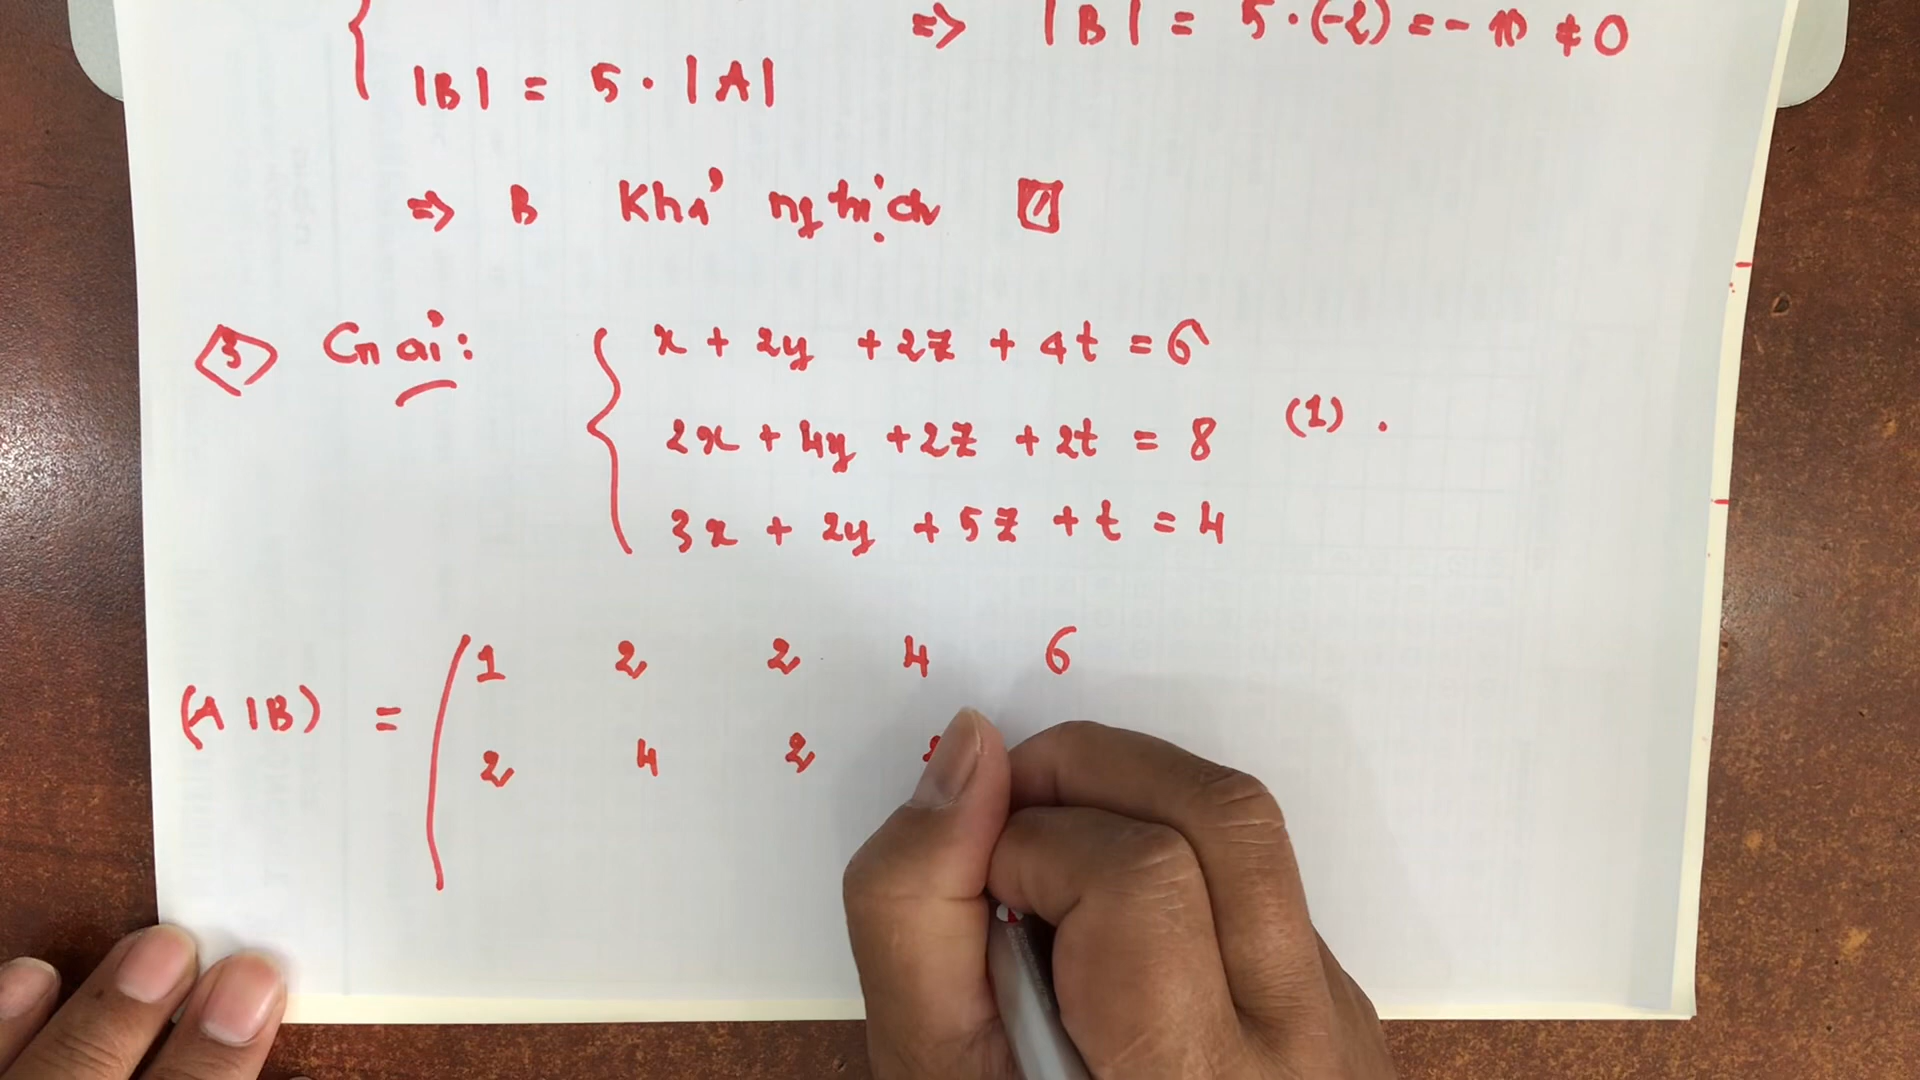 => |B| = 5·(-2) = -10 ≠ 0
|B| = 5·|A|
=> B Khả nghịch
3 Giải:
x + 2y + 2z + 4t = 6
2x + 4y + 2z + 2t = 8 (1).
3x + 2y + 5z + t = 4
1 2 2 4 6
(A|B) =
2 4 2